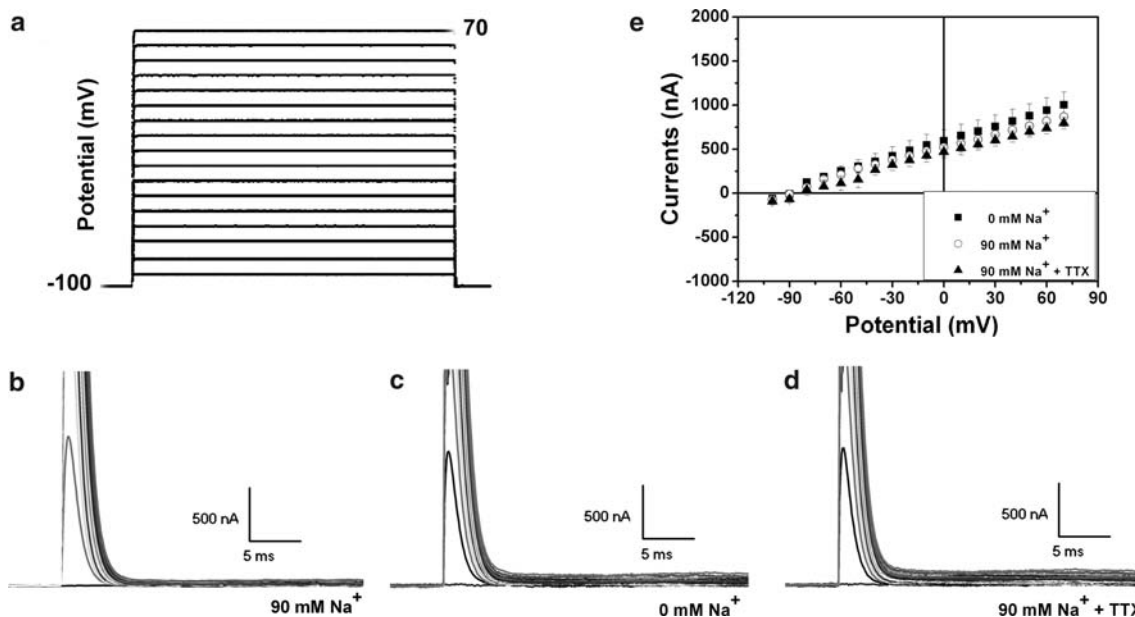 a
Potential (mV)
70
-100
e
Currents (nA)
2000
1500
1000
500
0
-500
-1000
-120 -90 -60 -30 0 30 60 90
Potential (mV)
0 mM Na+
90 mM Na+
90 mM Na+ + TTX
b
500 nA
5 ms
90 mM Na+
c
500 nA
5 ms
0 mM Na+
d
500 nA
5 ms
90 mM Na+ + TTX